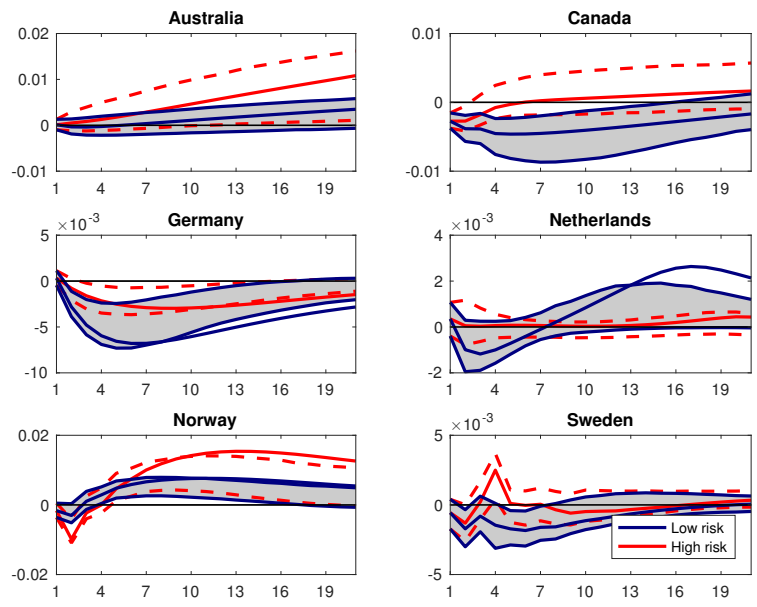 Australia
0.02
0.01
0
-0.01
1 4 7 10 13 16 19
Canada
0.01
0
-0.01
1 4 7 10 13 16 19
Germany
×10⁻³
5
0
-5
-10
1 4 7 10 13 16 19
Netherlands
×10⁻³
4
2
0
-2
1 4 7 10 13 16 19
Norway
0.02
0
-0.02
1 4 7 10 13 16 19
Sweden
×10⁻³
5
0
-5
1 4 7 10 13 16 19
Low risk
High risk